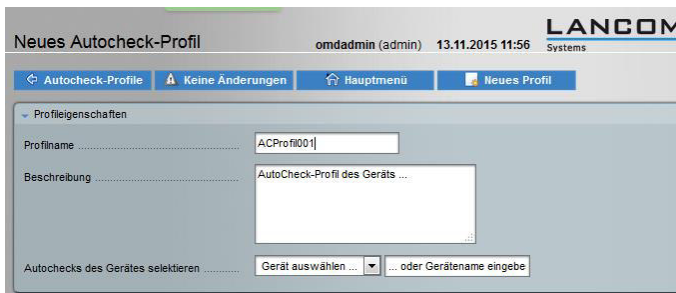 LANCOM
Systems
Neues Autocheck-Profil omdadmin (admin) 13.11.2015 11:56
Autocheck-Profile Keine Änderungen Hauptmenü Neues Profil
Profileigenschaften
Profilname ACProfil001
Beschreibung AutoCheck-Profil des Geräts ...
Autochecks des Gerätes selektieren Gerät auswählen ... ... oder Gerätename eingebe